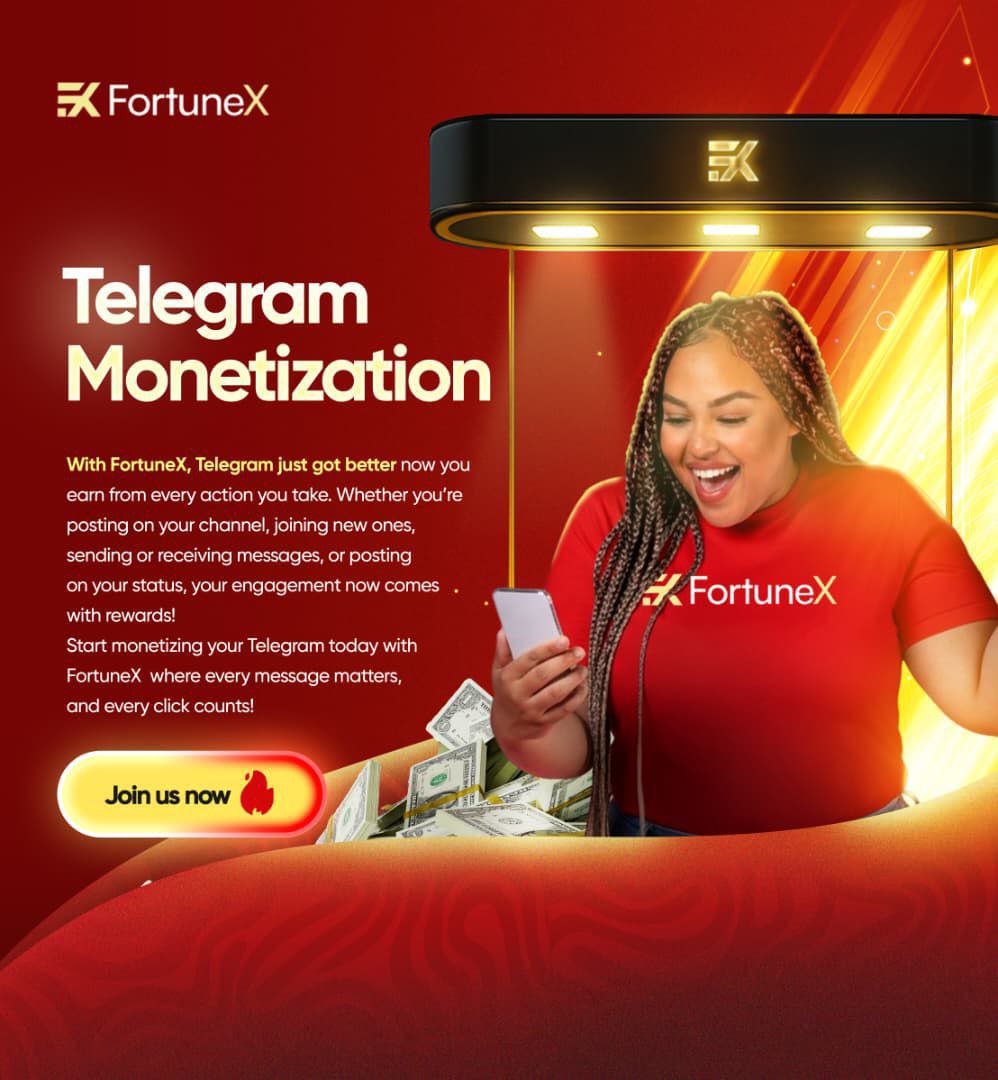 FortuneX
Telegram
Monetization
With FortuneX, Telegram just got better now you
earn from every action you take. Whether you're
posting on your channel, joining new ones,
sending or receiving messages, or posting
on your status, your engagement now comes
with rewards!
Start monetizing your Telegram today with
FortuneX where every message matters,
and every click counts!
Join us now
FortuneX